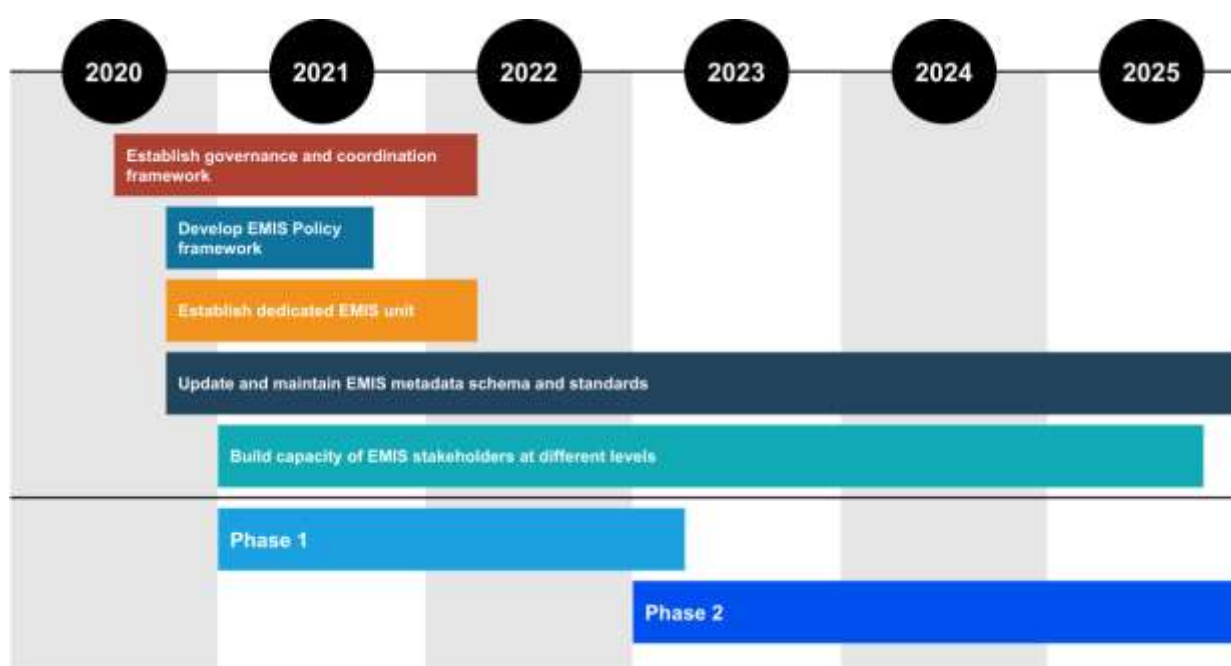 2020 2021 2022 2023 2024 2025
Establish governance and coordination
framework
Develop EMIS Policy
framework
Establish dedicated EMIS unit
Update and maintain EMIS metadata schema and standards
Build capacity of EMIS stakeholders at different levels
Phase 1
Phase 2